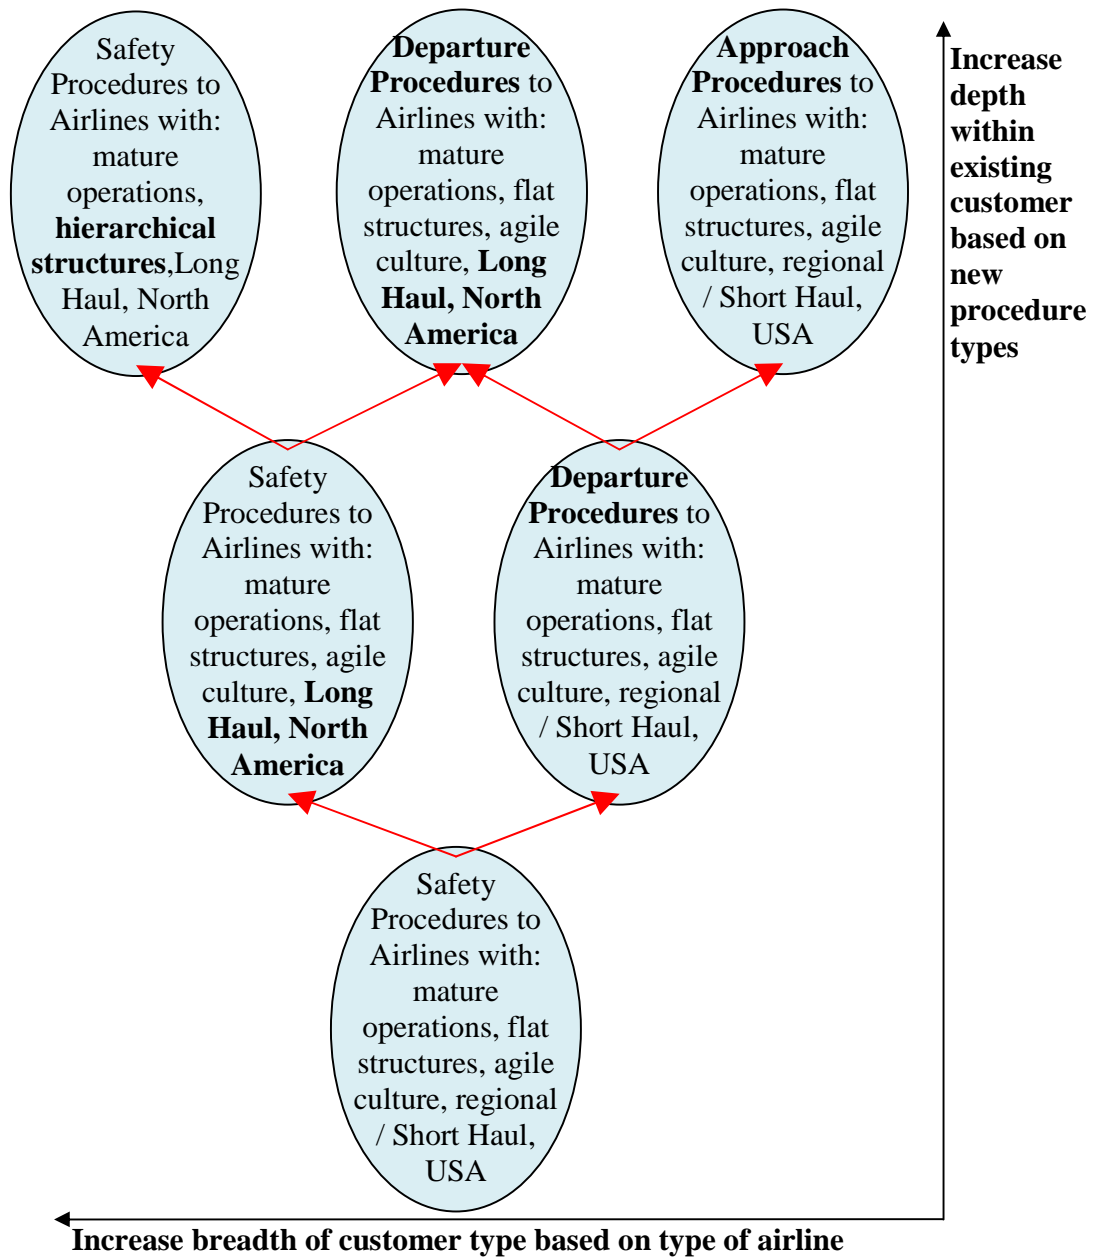 Safety
Procedures to
Airlines with:
mature
operations,
hierarchical
structures,Long
Haul, North
America
Departure
Procedures to
Airlines with:
mature
operations, flat
structures, agile
culture, Long
Haul, North
America
Approach
Procedures to
Airlines with:
mature
operations, flat
structures, agile
culture, regional
/ Short Haul,
USA
Increase
depth
within
existing
customer
based on
new
procedure
types
Safety
Procedures to
Airlines with:
mature
operations, flat
structures, agile
culture, Long
Haul, North
America
Departure
Procedures to
Airlines with:
mature
operations, flat
structures, agile
culture, regional
/ Short Haul,
USA
Safety
Procedures to
Airlines with:
mature
operations, flat
structures, agile
culture, regional
/ Short Haul,
USA
Increase breadth of customer type based on type of airline